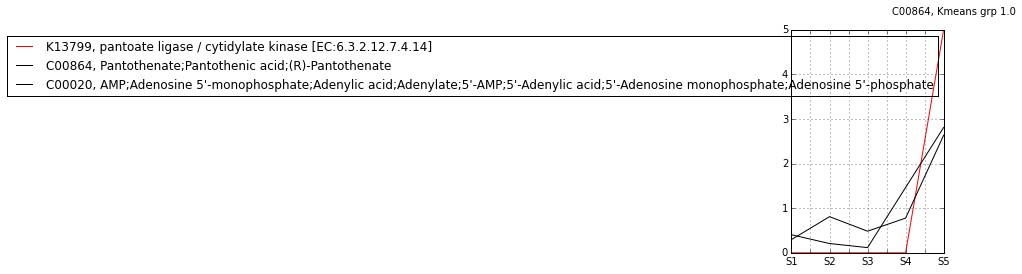 C00864, Kmeans grp 1.0
K13799, pantoate ligase / cytidylate kinase [EC:6.3.2.12.7.4.14]
C00864, Pantothenate;Pantothenic acid;(R)-Pantothenate
C00020, AMP;Adenosine 5'-monophosphate;Adenylic acid;Adenylate;5'-AMP;5'-Adenylic acid;5'-Adenosine monophosphate;Adenosine 5'-phosphate
5
4
3
2
1
0
S1 S2 S3 S4 S5